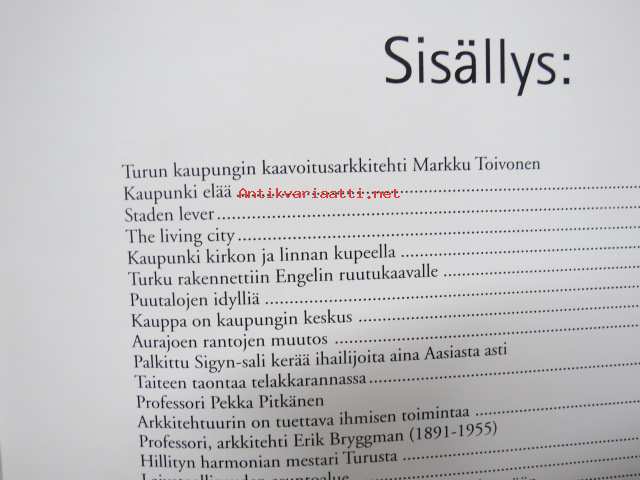 Sisällys:
Turun kaupungin kaavoitusarkkitehti Markku Toivonen
Kaupunki elää
Antikvariaatti.net
Staden lever
The living city
Kaupunki kirkon ja linnan kupeella
Turku rakennettiin Engelin ruutukaavalle
Puutalojen idylliä
Kauppa on kaupungin keskus
Aurajoen rantojen muutos
Palkittu Sigyn-sali kerää ihailijoita aina Aasiasta asti
Taiteen taontaa telakkarannassa
Professori Pekka Pitkänen
Arkkitehtuurin on tuettava ihmisen toimintaa
Professori, arkkitehti Erik Bryggman (1891-1955)
Hillityn harmonian mestari Turusta